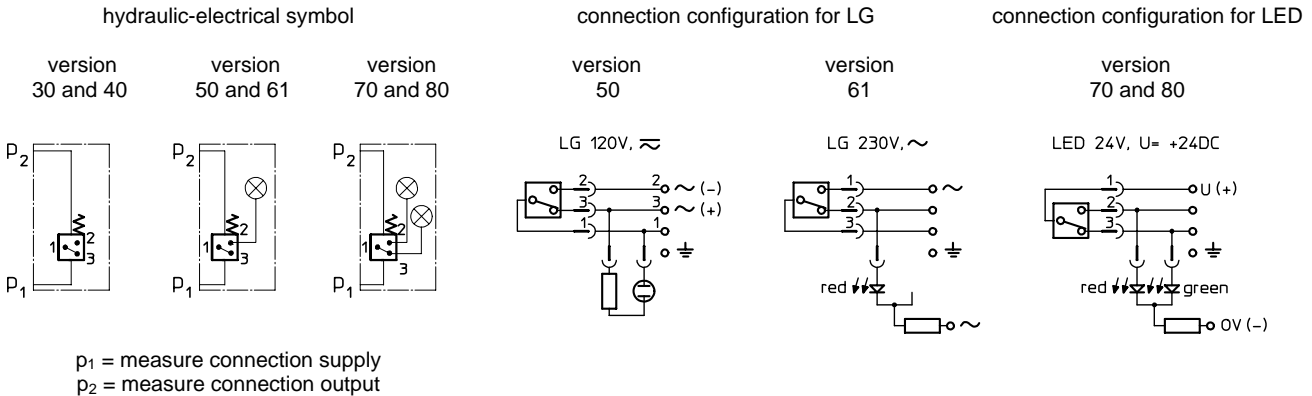 hydraulic-electrical symbol
connection configuration for LG
connection configuration for LED
version
30 and 40
version
50 and 61
version
70 and 80
version
50
version
61
version
70 and 80
p2
1
2
3
p1
p2
1
2
3
p1
p2
1
2
3
p1
LG 120V, ⎓∼
2 2 ∼ (-)
3 3 ∼ (+)
1 1
LG 230V, ∼
1 ∼
2
3
red
∼
LED 24V, U= +24DC
1 U (+)
2
3
red green
0V (-)
p1 = measure connection supply
p2 = measure connection output